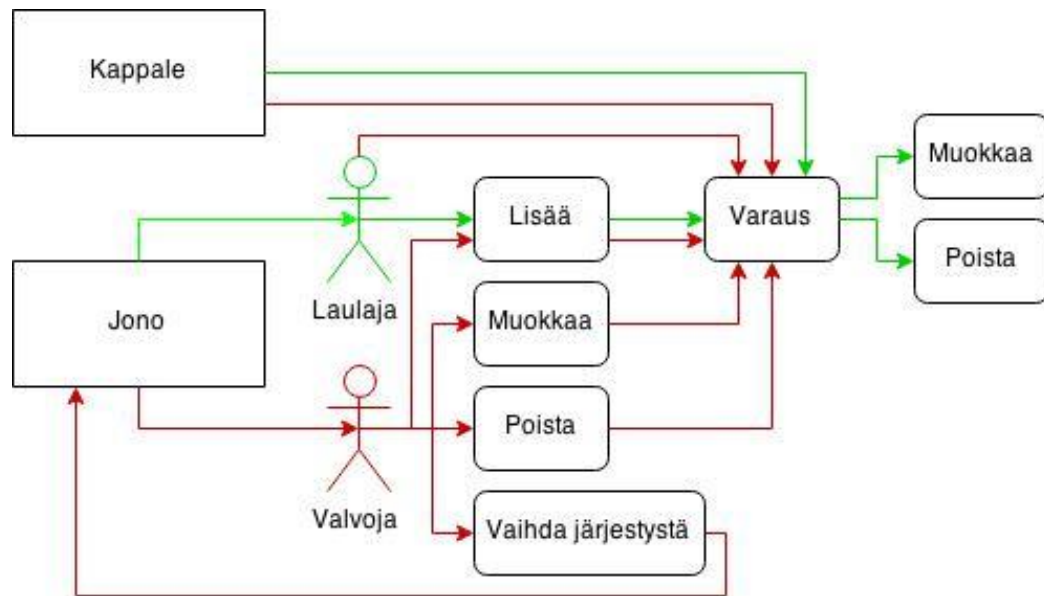 Kappale
Muokkaa
Lisää
Varaus
Poista
Laulaja
Jono
Muokkaa
Poista
Valvoja
Vaihda järjestystä